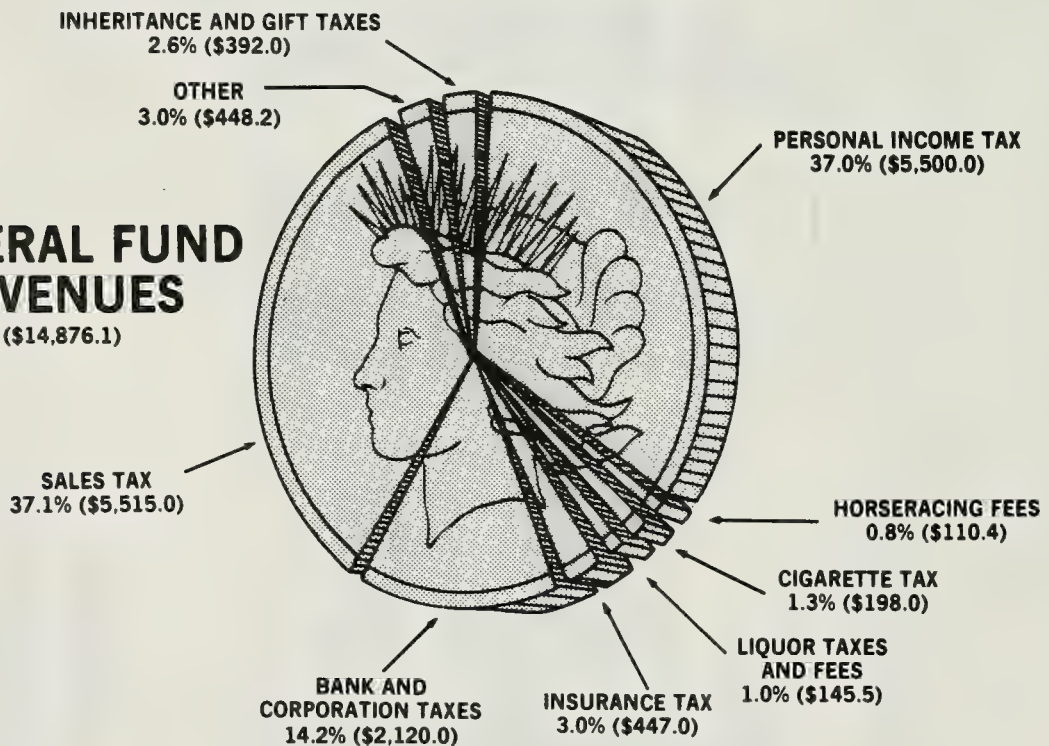 INHERITANCE AND GIFT TAXES
2.6% ($392.0)
OTHER
3.0% ($448.2)
PERSONAL INCOME TAX
37.0% ($5,500.0)
ERAL FUND
VENUES
($14,876.1)
SALES TAX
37.1% ($5,515.0)
HORSERACING FEES
0.8% ($110.4)
CIGARETTE TAX
1.3% ($198.0)
LIQUOR TAXES
AND FEES
1.0% ($145.5)
INSURANCE TAX
3.0% ($447.0)
BANK AND
CORPORATION TAXES
14.2% ($2,120.0)